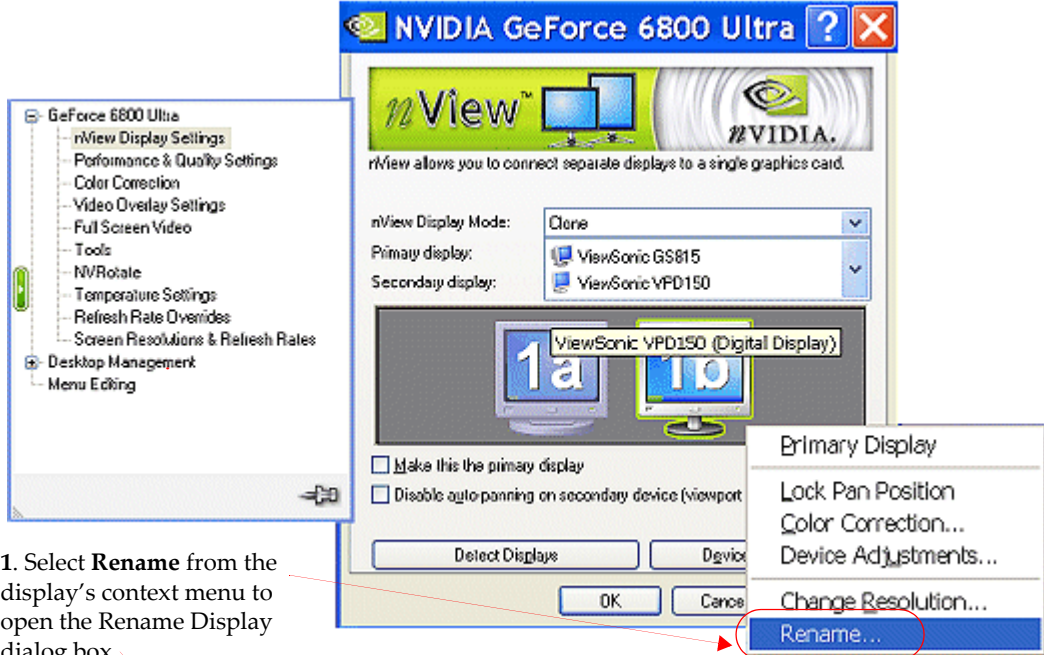 NVIDIA GeForce 6800 Ultra
nView™
NVIDIA.
nView allows you to connect separate displays to a single graphics card.
GeForce 6800 Ultra
nView Display Settings
Performance & Quality Settings
Color Correction
Video Overlay Settings
Full Screen Video
Tools
NVRotate
Temperature Settings
Refresh Rate Overrides
Screen Resolutions & Refresh Rates
Desktop Management
Menu Editing
nView Display Mode: Clone
Primary display: ViewSonic GS815
Secondary display: ViewSonic VPD150
ViewSonic VPD150 (Digital Display)
1a 1b
Make this the primary display
Disable auto-panning on secondary device (viewport
Detect Displays Device
OK Cance
Primary Display
Lock Pan Position
Color Correction...
Device Adjustments...
Change Resolution...
Rename...
1. Select Rename from the
display’s context menu to
open the Rename Display
dialog box